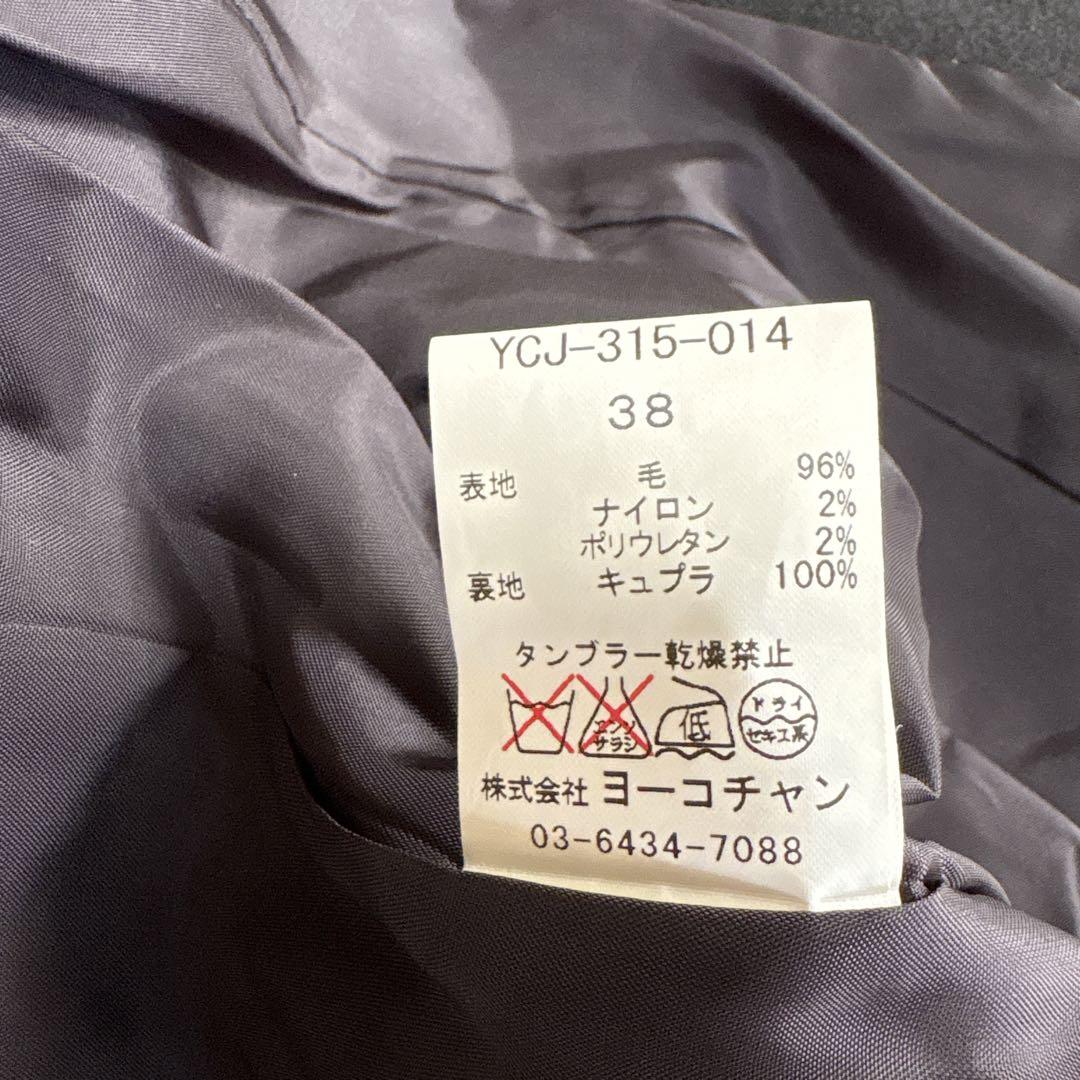 YCJ-315-014
38
表地 毛 96%
ナイロン 2%
ポリウレタン 2%
裏地 キュプラ 100%
タンブラー乾燥禁止
エンソ
サラシ
低
ドライ
セキユ系
株式会社 ヨーコチャン
03-6434-7088